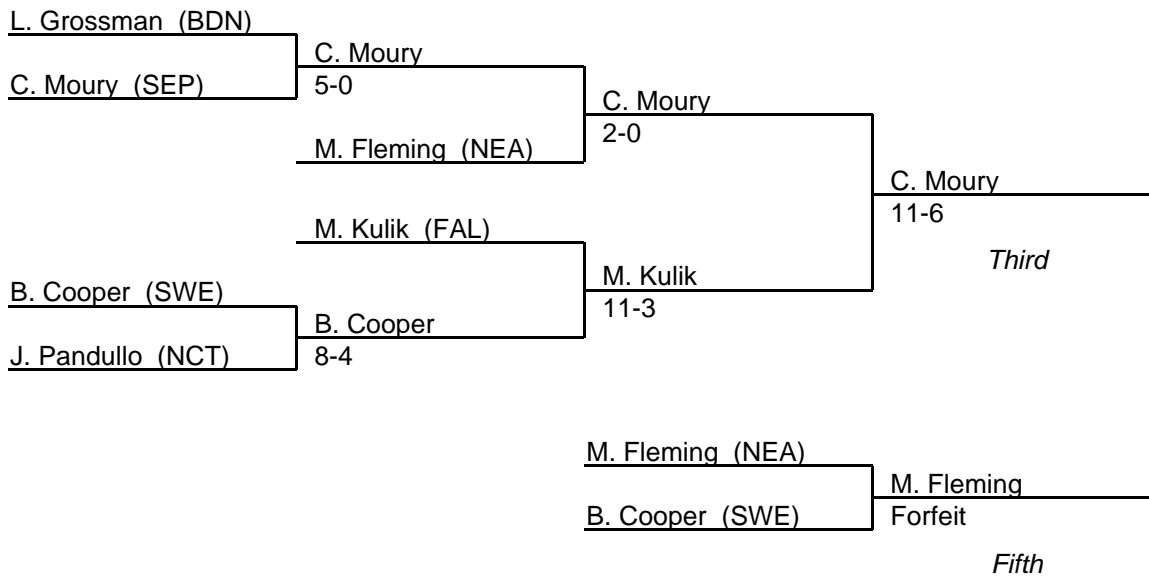 L. Grossman (BDN)
C. Moury
C. Moury (SEP)
5-0
C. Moury
2-0
M. Fleming (NEA)
C. Moury
11-6
M. Kulik (FAL)
Third
M. Kulik
B. Cooper (SWE)
11-3
B. Cooper
J. Pandullo (NCT)
8-4
M. Fleming (NEA)
M. Fleming
B. Cooper (SWE)
Forfeit
Fifth